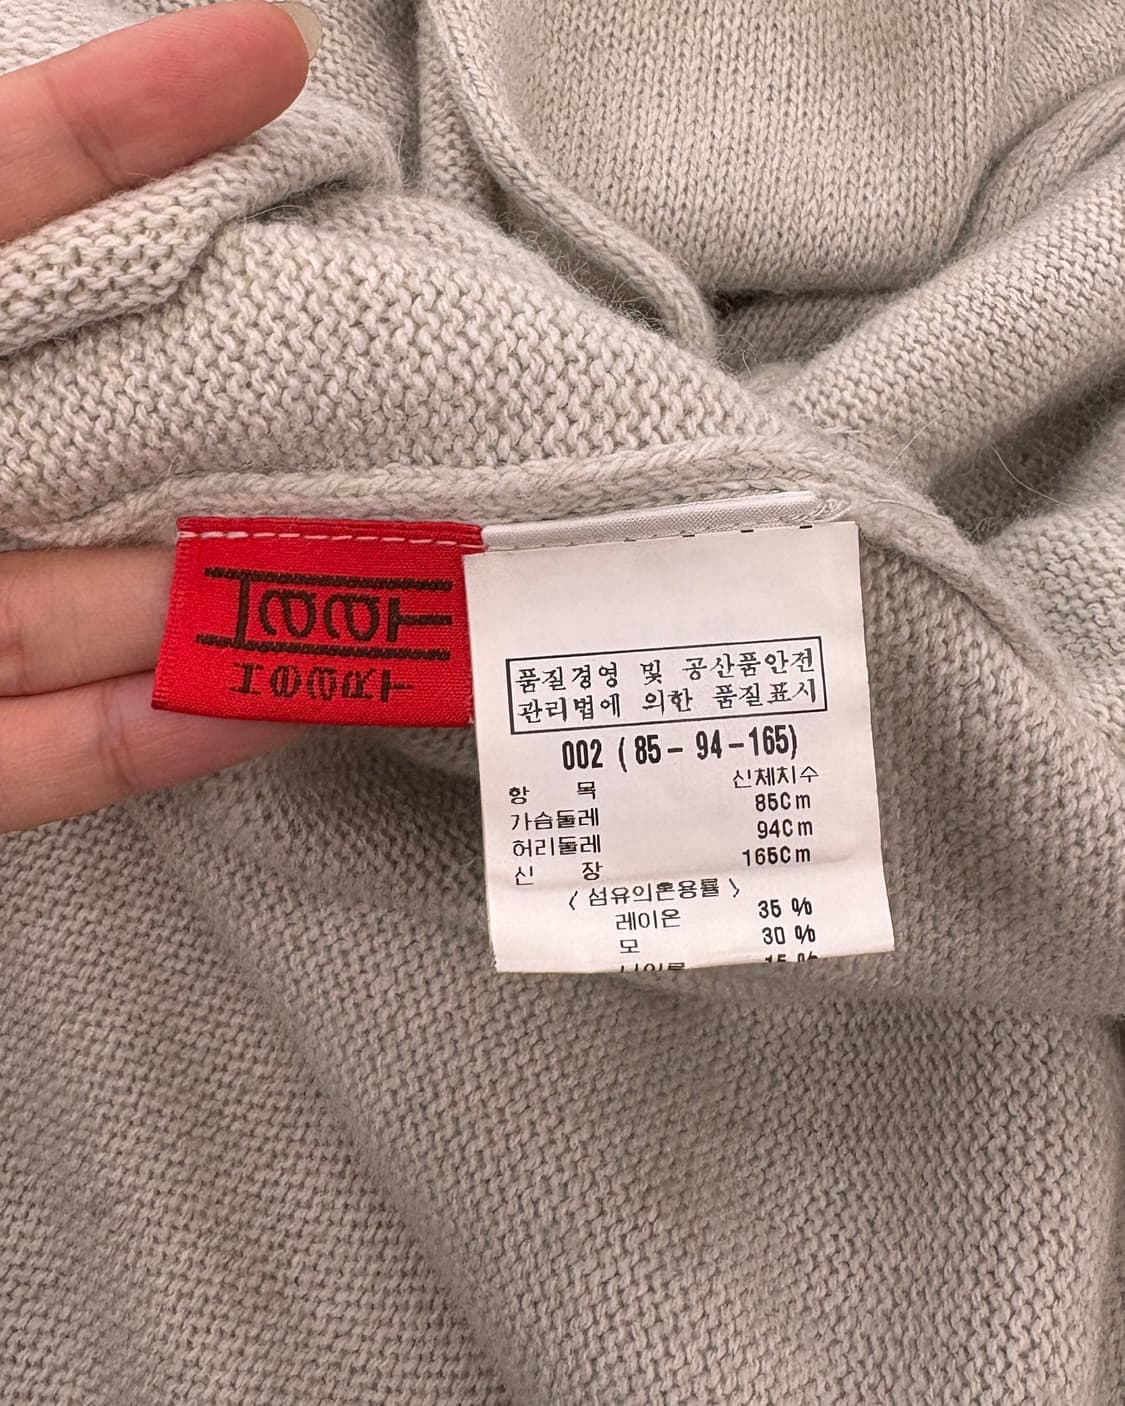 품질경영 및 공산품안전
관리법에 의한 품질표시
002 ( 85 - 94 - 165)
항 목 신체치수
가슴둘레 85Cm
허리둘레 94Cm
신 장 165Cm
〈 섬유의혼용률 〉
레이온 35 %
모 30 %